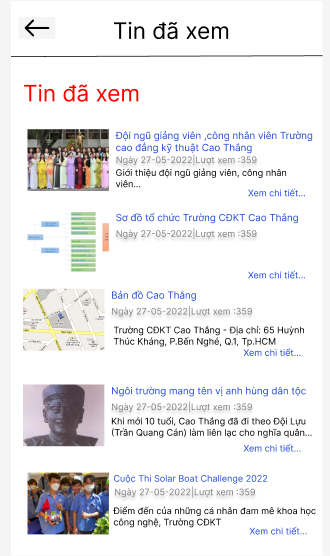 Tin đã xem
Tin đã xem
Đội ngũ giảng viên ,công nhân viên Trường
cao đẳng kỹ thuật Cao Thắng
Ngày 27-05-2022|Lượt xem :359
Giới thiệu đội ngũ giảng viên, công nhân
viên...
Xem chi tiết...
Sơ đồ tổ chức Trường CĐKT Cao Thắng
Ngày 27-05-2022|Lượt xem :359
Xem chi tiết...
Bản đồ Cao Thắng
Ngày 27-05-2022|Lượt xem :359
Trường CĐKT Cao Thắng - Địa chỉ: 65 Huỳnh
Thúc Kháng, P.Bến Nghé, Q.1, Tp.HCM
Xem chi tiết...
Ngôi trường mang tên vị anh hùng dân tộc
Ngày 27-05-2022|Lượt xem :359
Khi mới 10 tuổi, Cao Thắng đã đi theo Đội Lựu
(Trần Quang Cán) làm liên lạc cho nghĩa quân...
Xem chi tiết...
Cuộc Thi Solar Boat Challenge 2022
Ngày 27-05-2022|Lượt xem :359
Điểm đến của những cá nhân đam mê khoa học
công nghệ, Trường CĐKT
Xem chi tiết...